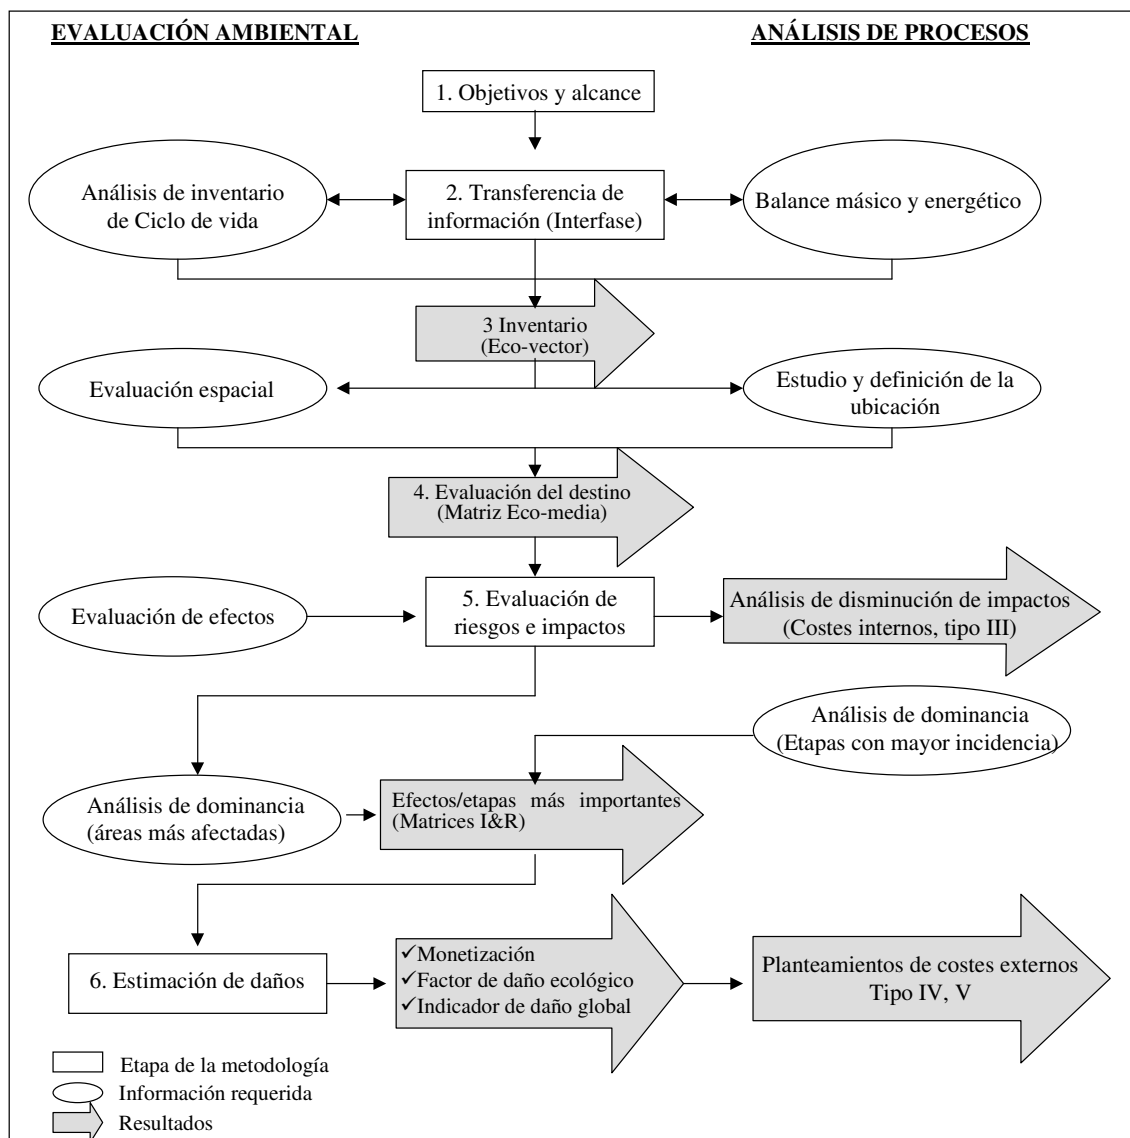 EVALUACIÓN AMBIENTAL
ANÁLISIS DE PROCESOS
1. Objetivos y alcance
Análisis de inventario
de Ciclo de vida
2. Transferencia de
información (Interfase)
Balance másico y energético
3 Inventario
(Eco-vector)
Evaluación espacial
Estudio y definición de la
ubicación
4. Evaluación del destino
(Matriz Eco-media)
Evaluación de efectos
5. Evaluación de
riesgos e impactos
Análisis de disminución de impactos
(Costes internos, tipo III)
Análisis de dominancia
(Etapas con mayor incidencia)
Análisis de dominancia
(áreas más afectadas)
Efectos/etapas más importantes
(Matrices I&R)
6. Estimación de daños
✓Monetización
✓Factor de daño ecológico
✓Indicador de daño global
Planteamientos de costes externos
Tipo IV, V
Etapa de la metodología
Información requerida
Resultados